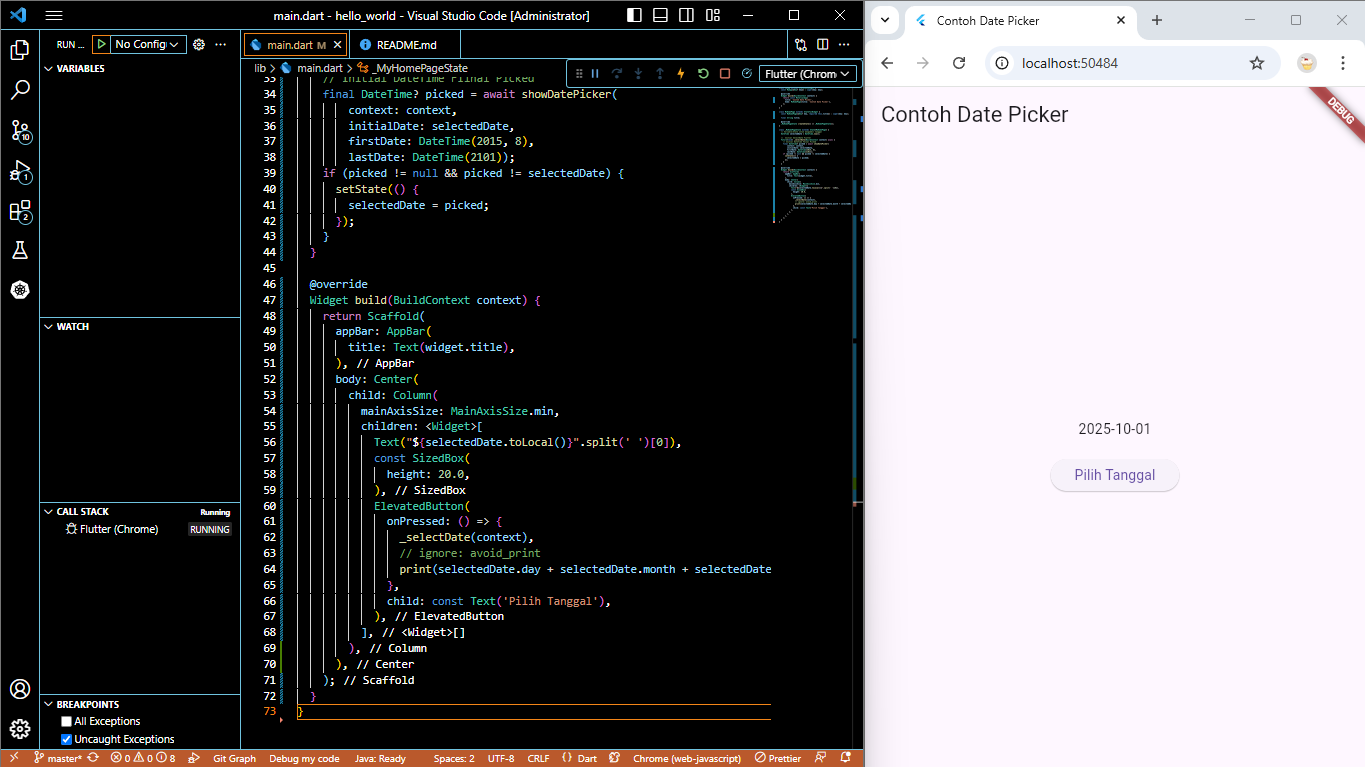 main.dart - hello_world - Visual Studio Code [Administrator]
RUN ...
No Config
main.dart M
README.md
lib > main.dart > _MyHomePageState
Flutter (Chrom
VARIABLES
WATCH
CALL STACK
Running
Flutter (Chrome)
RUNNING
BREAKPOINTS
All Exceptions
Uncaught Exceptions
10
1
2
33 // Initial DateTime Fiinal Picked
34 final DateTime? picked = await showDatePicker(
35 context: context,
36 initialDate: selectedDate,
37 firstDate: DateTime(2015, 8),
38 lastDate: DateTime(2101));
39 if (picked != null && picked != selectedDate) {
40 setState(() {
41 selectedDate = picked;
42 });
43 }
44 }
45
46 @override
47 Widget build(BuildContext context) {
48 return Scaffold(
49 appBar: AppBar(
50 title: Text(widget.title),
51 ), // AppBar
52 body: Center(
53 child: Column(
54 mainAxisSize: MainAxisSize.min,
55 children: <Widget>[
56 Text("${selectedDate.toLocal()}".split(' ')[0]),
57 const SizedBox(
58 height: 20.0,
59 ), // SizedBox
60 ElevatedButton(
61 onPressed: () => {
62 _selectDate(context),
63 // ignore: avoid_print
64 print(selectedDate.day + selectedDate.month + selectedDate
65 },
66 child: const Text('Pilih Tanggal'),
67 ), // ElevatedButton
68 ], // <Widget>[]
69 ), // Column
70 ), // Center
71 ); // Scaffold
72 }
73 }
master*
0
0
8
Git Graph
Debug my code
Java: Ready
Spaces: 2
UTF-8
CRLF
{} Dart
Chrome (web-javascript)
Prettier
Contoh Date Picker
localhost:50484
Contoh Date Picker
DEBUG
2025-10-01
Pilih Tanggal